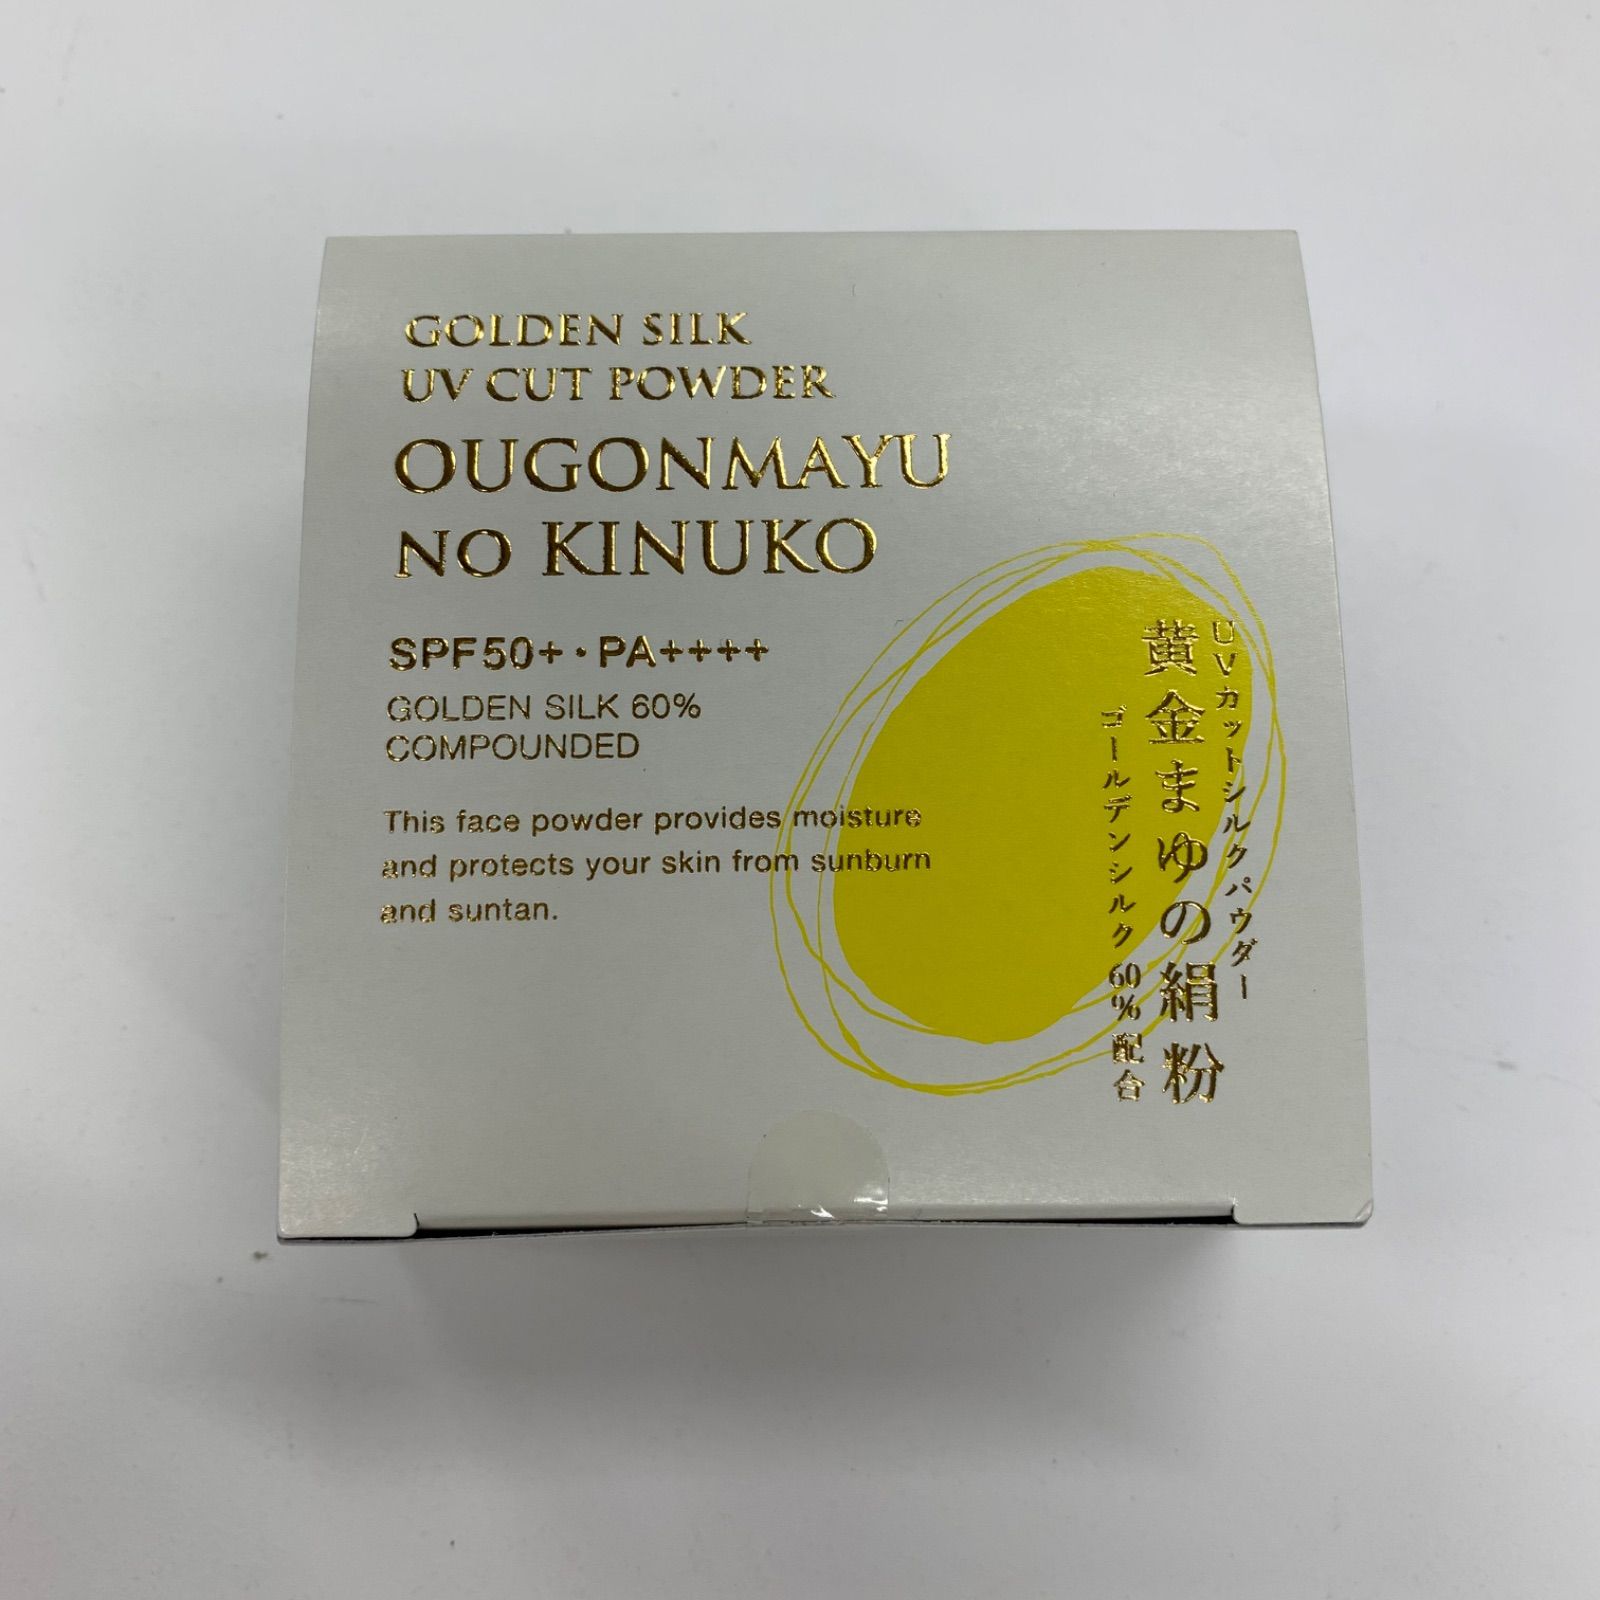 GOLDEN SILK
UV CUT POWDER
OUGONMAYU
NO KINUKO
SPF50+・PA++++
GOLDEN SILK 60%
COMPOUNDED
This face powder provides moisture
and protects your skin from sunburn
and suntan.
UVカットシルクパウダー
黄金まゆの絹粉
ゴールデンシルク60%配合